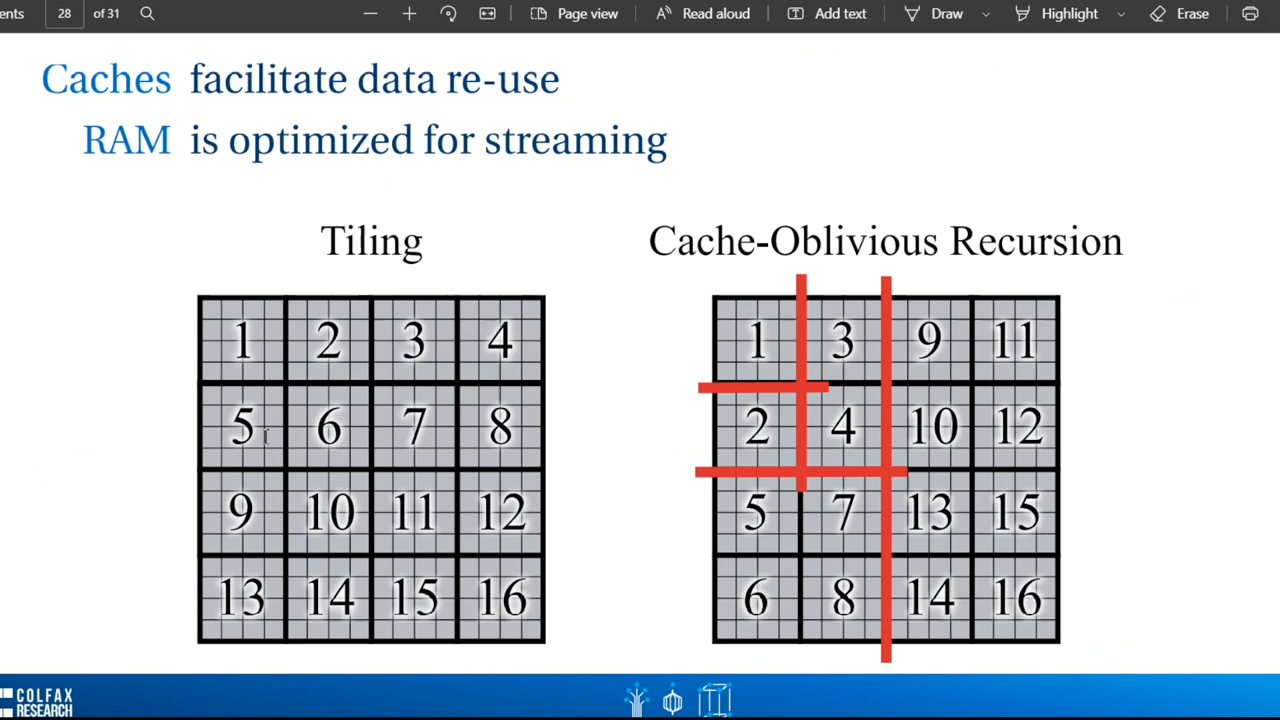 ents 28 of 31 Page view Read aloud Add text Draw Highlight Erase
Caches facilitate data re-use
RAM is optimized for streaming
Tiling
1 2 3 4
5 6 7 8
9 10 11 12
13 14 15 16
Cache-Oblivious Recursion
1 3 9 11
2 4 10 12
5 7 13 15
6 8 14 16
COLFAX
RESEARCH